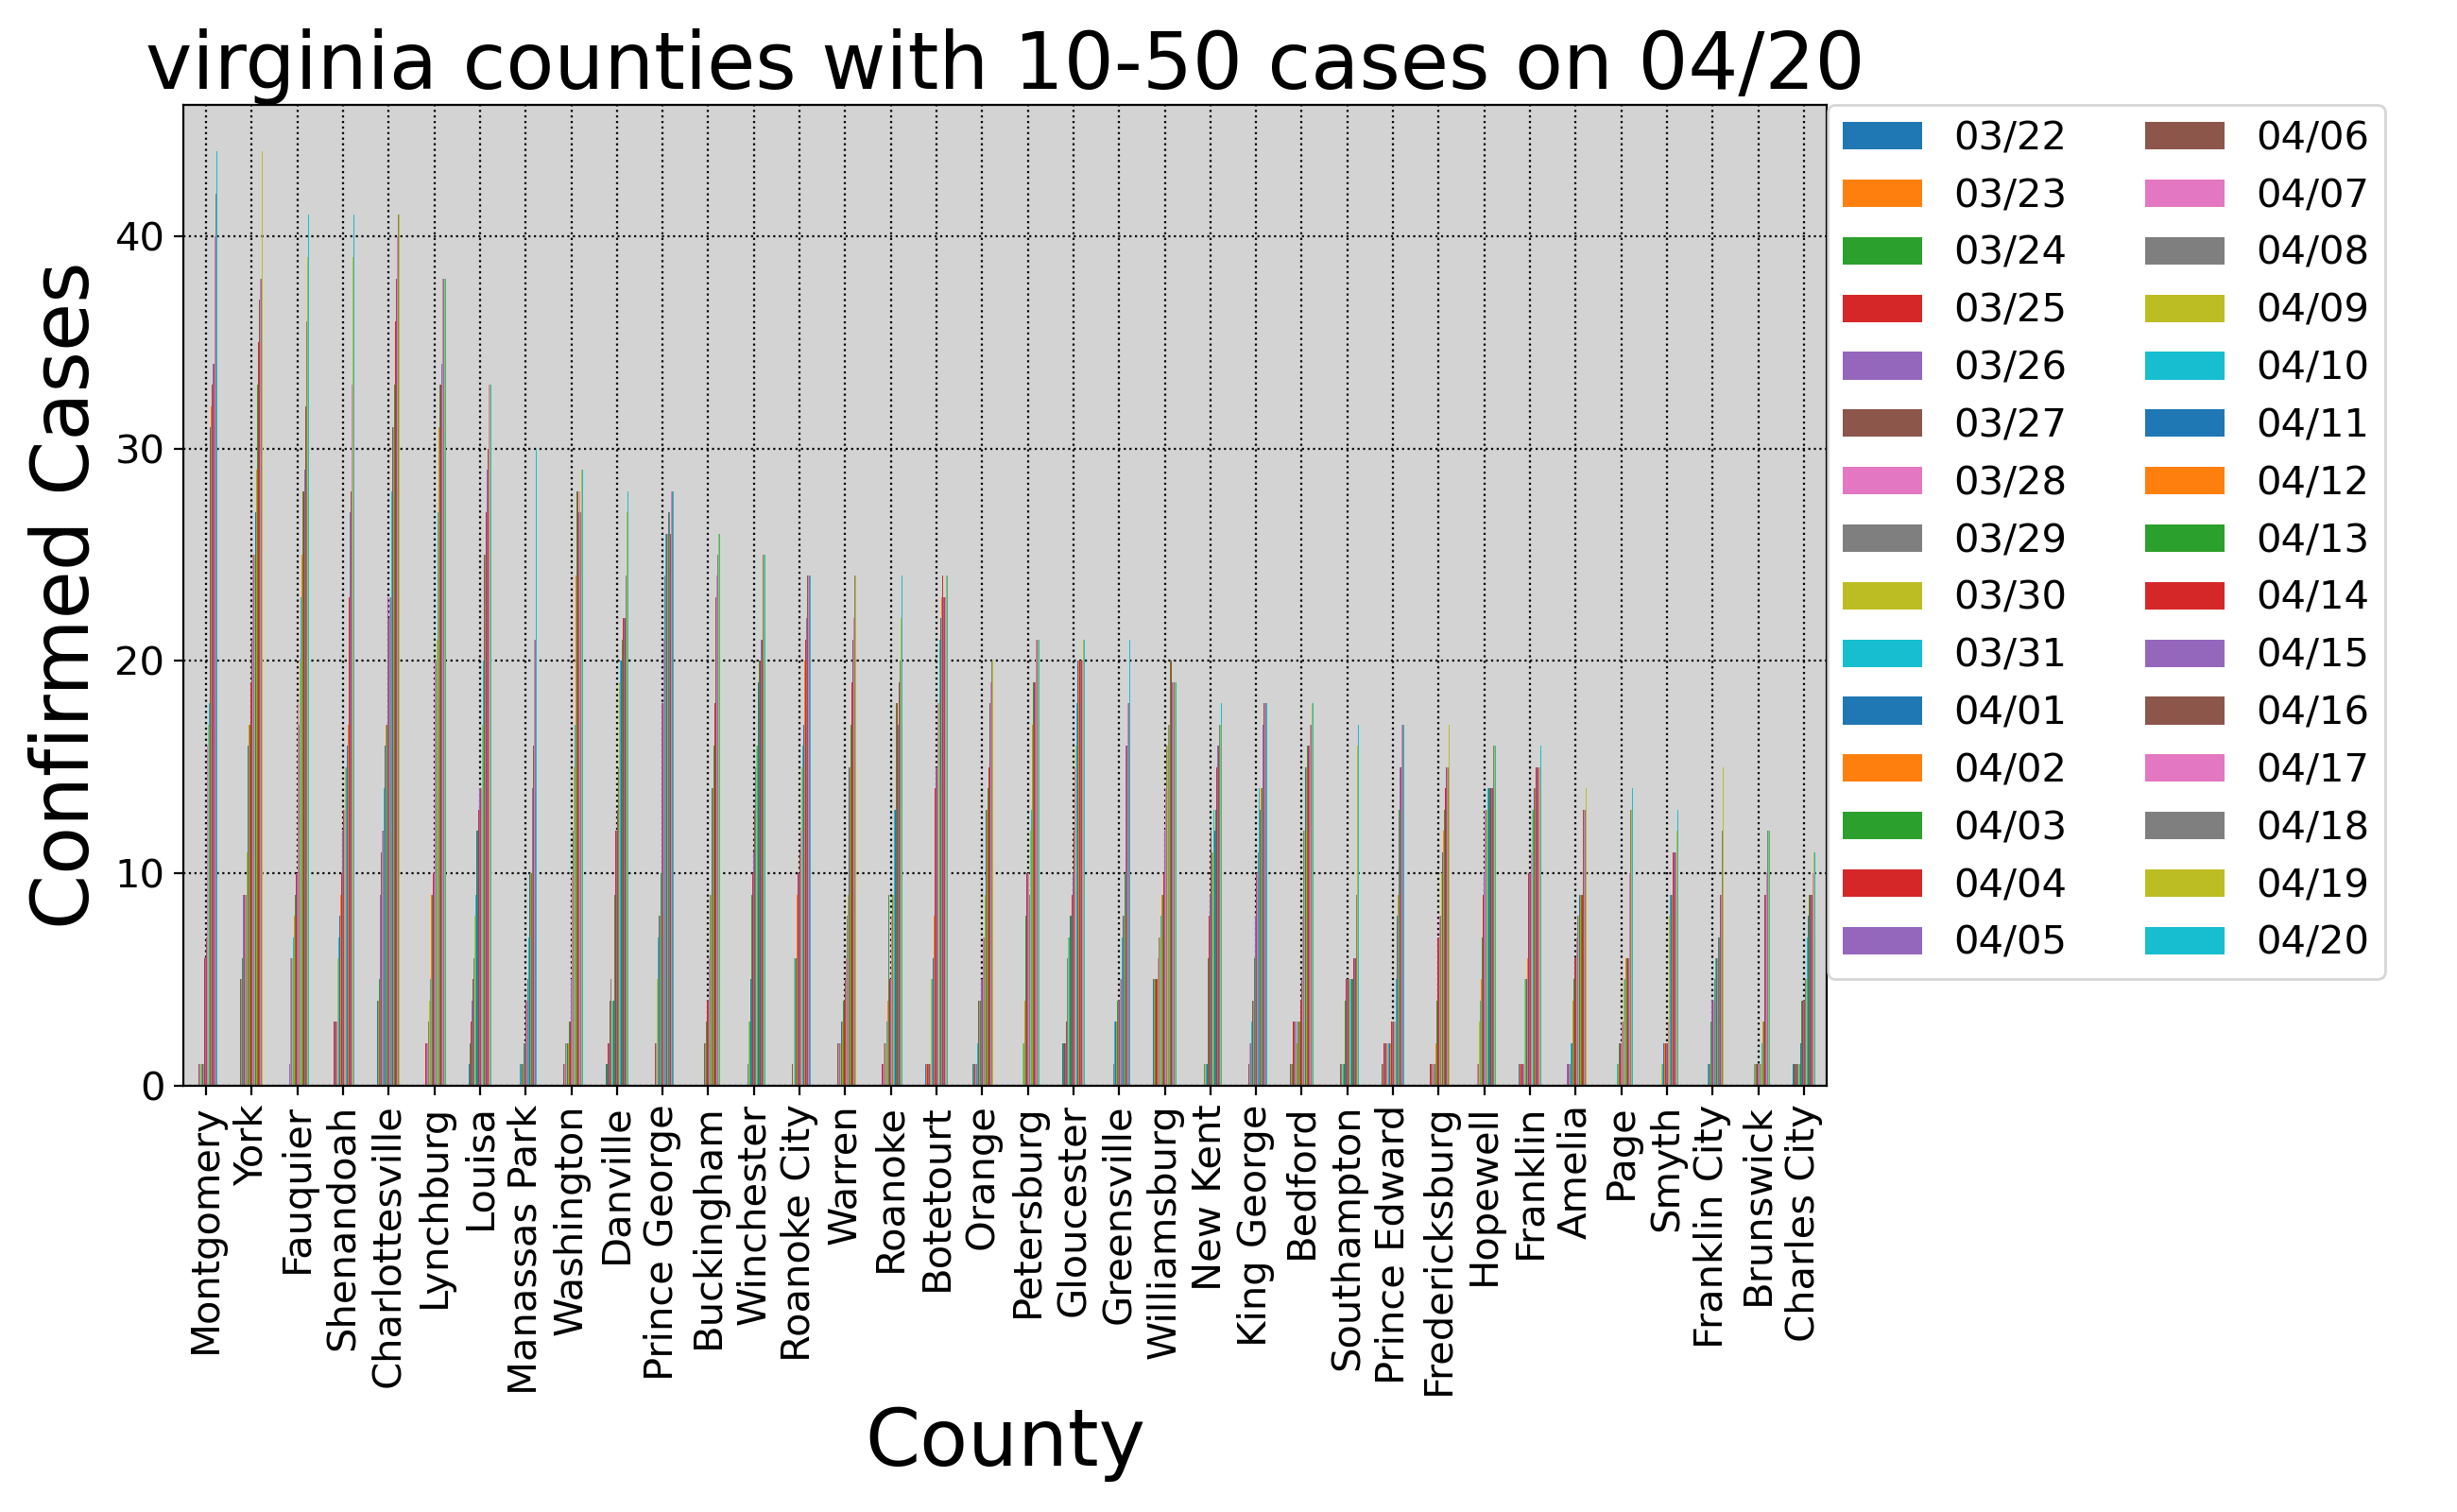 virginia counties with 10-50 cases on 04/20
Confirmed Cases
40
30
20
10
0
Montgomery
York
Fauquier
Shenandoah
Charlottesville
Lynchburg
Louisa
Manassas Park
Washington
Danville
Prince George
Buckingham
Winchester
Roanoke City
Warren
Roanoke
Botetourt
Orange
Petersburg
Gloucester
Greensville
Williamsburg
New Kent
King George
Bedford
Southampton
Prince Edward
Fredericksburg
Hopewell
Franklin
Amelia
Page
Smyth
Franklin City
Brunswick
Charles City
County
03/22
03/23
03/24
03/25
03/26
03/27
03/28
03/29
03/30
03/31
04/01
04/02
04/03
04/04
04/05
04/06
04/07
04/08
04/09
04/10
04/11
04/12
04/13
04/14
04/15
04/16
04/17
04/18
04/19
04/20